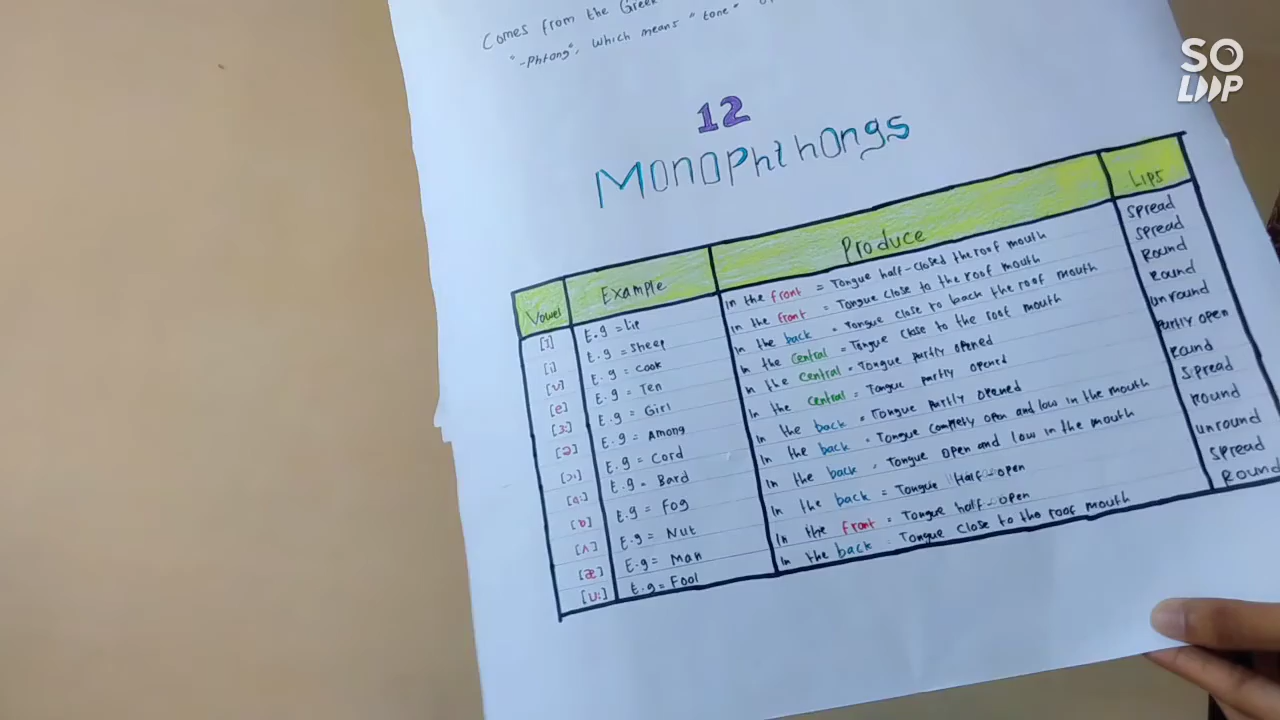 Comes from the Greek
"-Phtong", which means "tone"
SO
LIP
12
Monophthongs
Vowel Example Produce Lips
[ɪ] E.g = Lip In the front = Tongue half-closed the roof mouth spread
[i] E.g = Sheep In the front = Tongue close to the roof mouth spread
[ʊ] E.g = Cook In the back = Tongue close to back the roof mouth Round
[e] E.g = Ten In the central = Tongue close to the roof mouth round
[ɜ:] E.g = Girl In the central = Tongue partly opened unround
[ə] E.g = Among In the central = Tongue partly opened Partly open
[ɔ:] E.g = Cord In the back = Tongue Partly opened round
[a:] E.g = Bard In the back = Tongue completly open and low in the mouth spread
[ɒ] E.g = Fog In the back = Tongue open and low in the mouth round
[ʌ] E.g = Nut In the back = Tongue Half-open unround
[æ] E.g = Man In the front = Tongue half-open spread
[U:] E.g = Fool In the back = Tongue close to the roof mouth Round